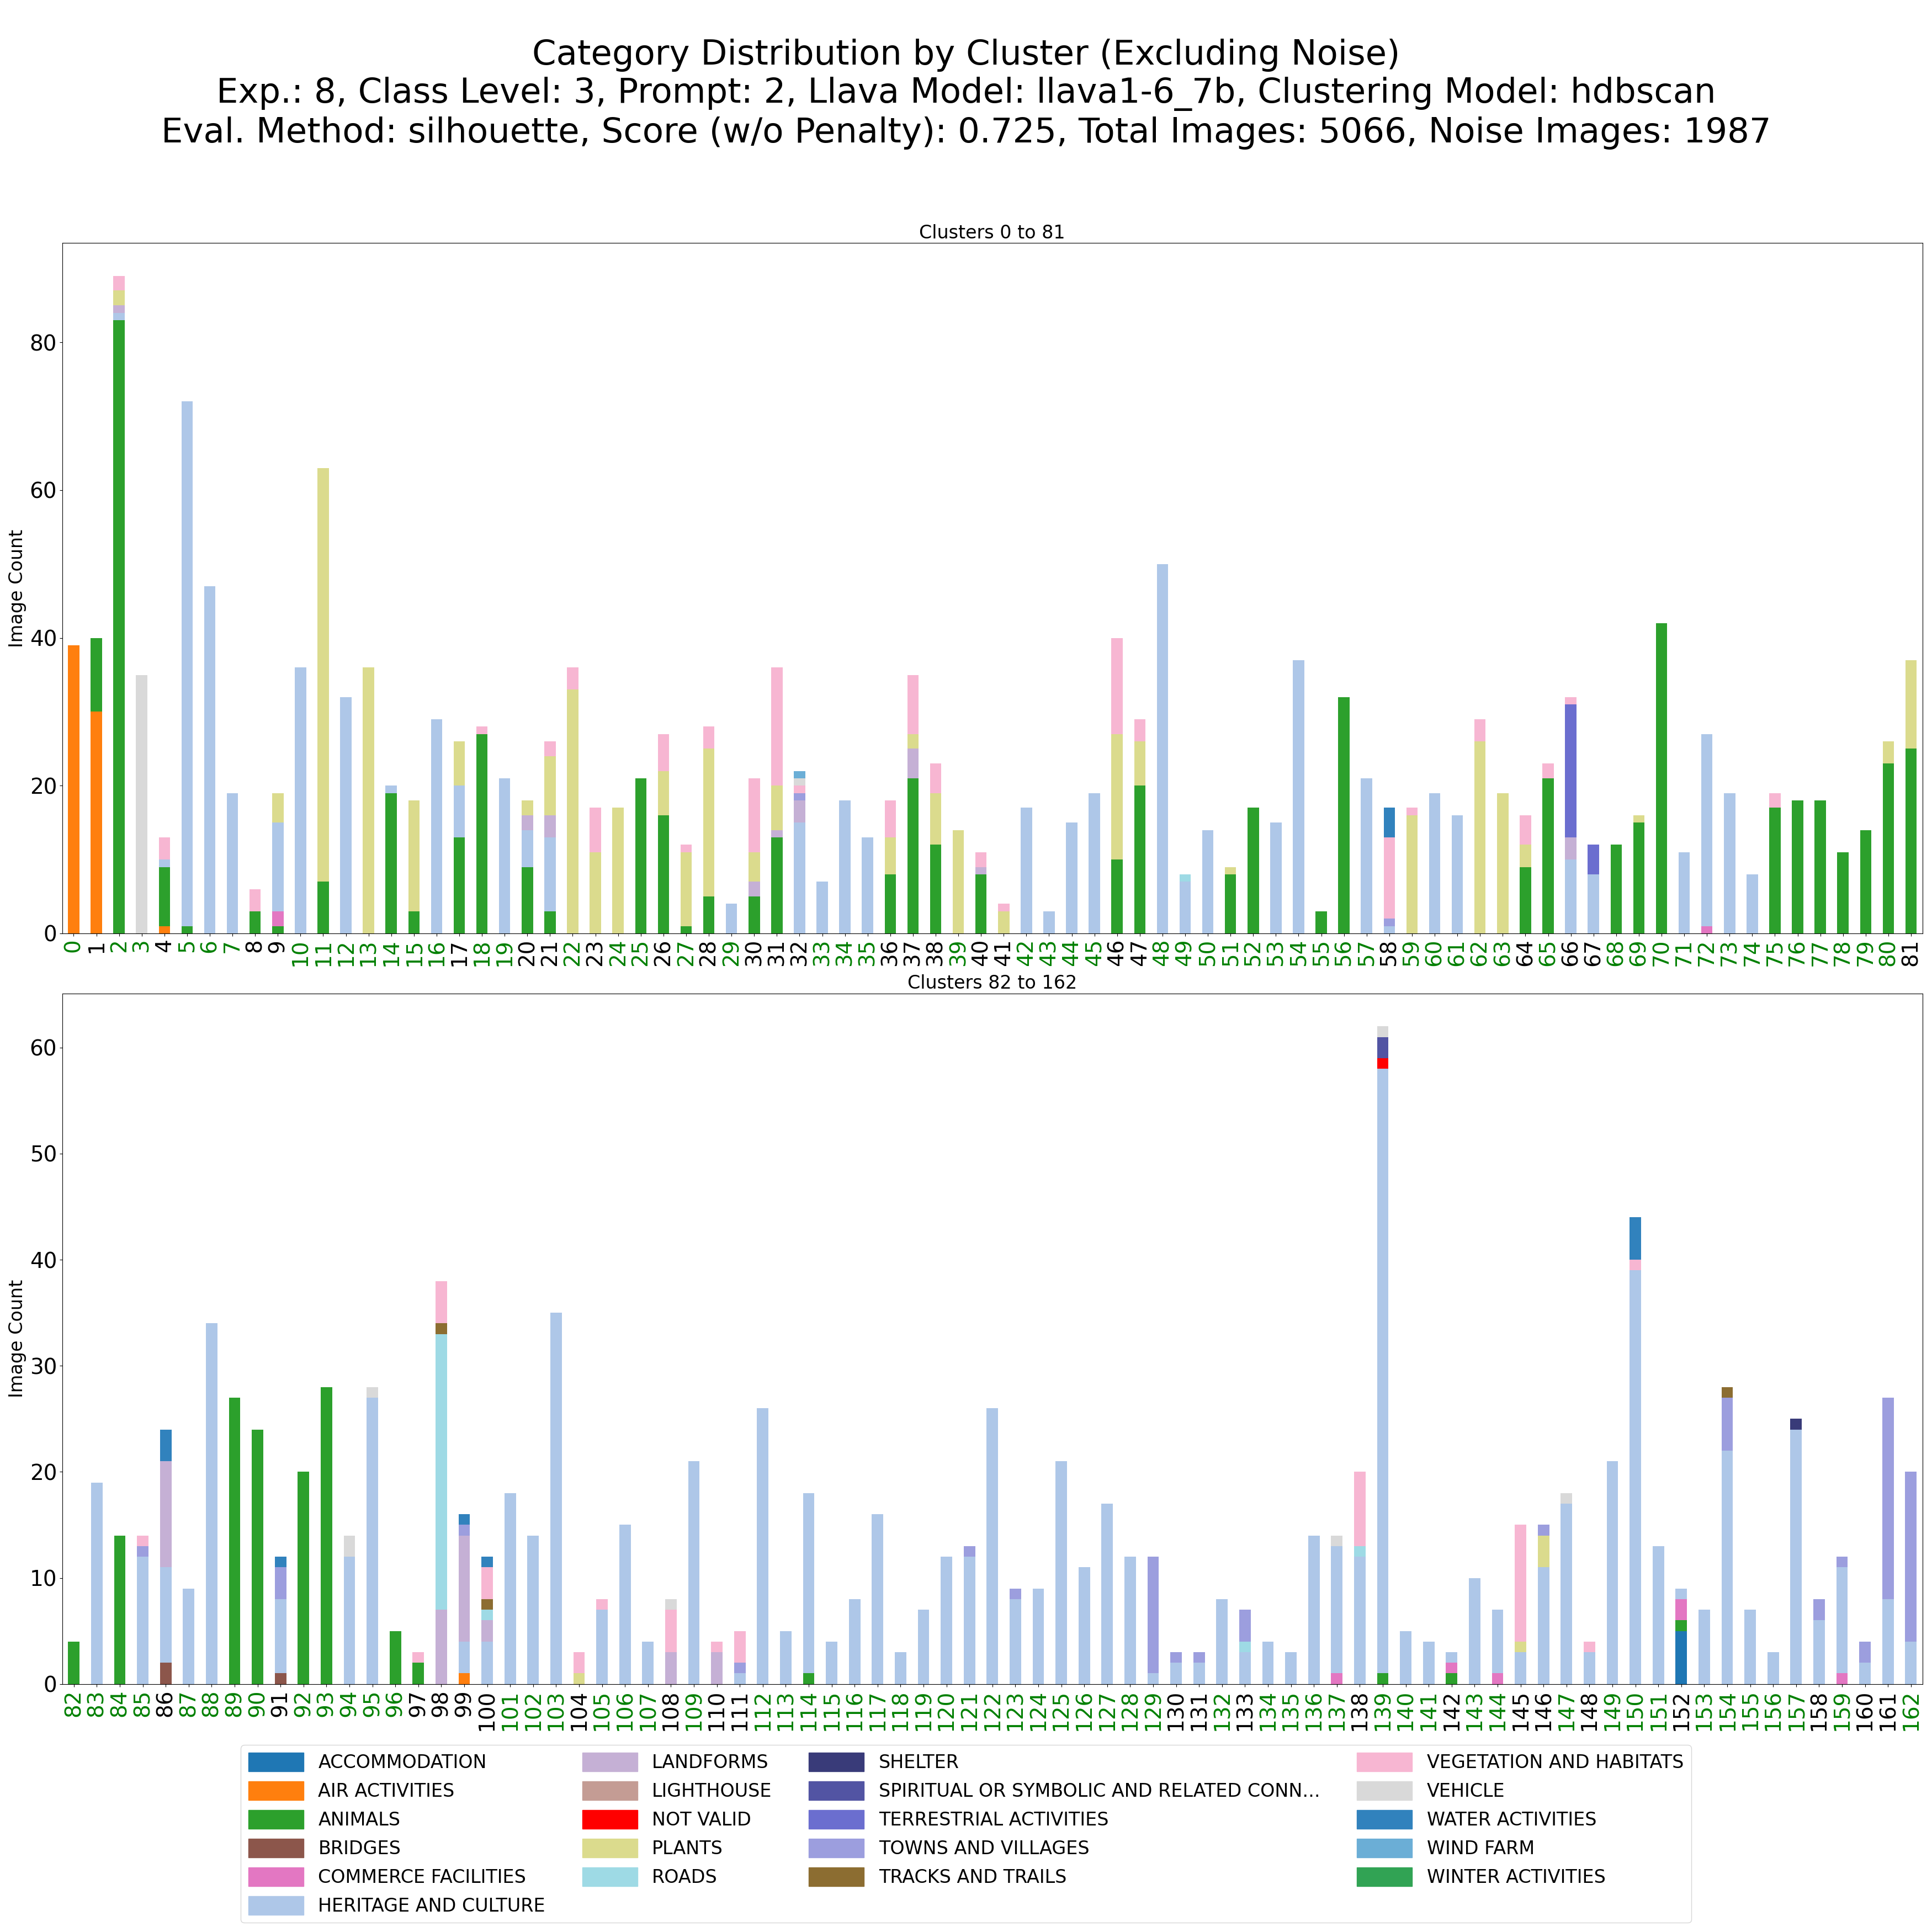 Category Distribution by Cluster (Excluding Noise)
Exp.: 8, Class Level: 3, Prompt: 2, Llava Model: llava1-6_7b, Clustering Model: hdbscan
Eval. Method: silhouette, Score (w/o Penalty): 0.725, Total Images: 5066, Noise Images: 1987
Clusters 0 to 81
Image Count
80
60
40
20
0
0 1 2 3 4 5 6 7 8 9 10 11 12 13 14 15 16 17 18 19 20 21 22 23 24 25 26 27 28 29 30 31 32 33 34 35 36 37 38 39 40 41 42 43 44 45 46 47 48 49 50 51 52 53 54 55 56 57 58 59 60 61 62 63 64 65 66 67 68 69 70 71 72 73 74 75 76 77 78 79 80 81
Clusters 82 to 162
Image Count
60
50
40
30
20
10
0
82 83 84 85 86 87 88 89 90 91 92 93 94 95 96 97 98 99 100 101 102 103 104 105 106 107 108 109 110 111 112 113 114 115 116 117 118 119 120 121 122 123 124 125 126 127 128 129 130 131 132 133 134 135 136 137 138 139 140 141 142 143 144 145 146 147 148 149 150 151 152 153 154 155 156 157 158 159 160 161 162
ACCOMMODATION
AIR ACTIVITIES
ANIMALS
BRIDGES
COMMERCE FACILITIES
HERITAGE AND CULTURE
LANDFORMS
LIGHTHOUSE
NOT VALID
PLANTS
ROADS
SHELTER
SPIRITUAL OR SYMBOLIC AND RELATED CONN...
TERRESTRIAL ACTIVITIES
TOWNS AND VILLAGES
TRACKS AND TRAILS
VEGETATION AND HABITATS
VEHICLE
WATER ACTIVITIES
WIND FARM
WINTER ACTIVITIES